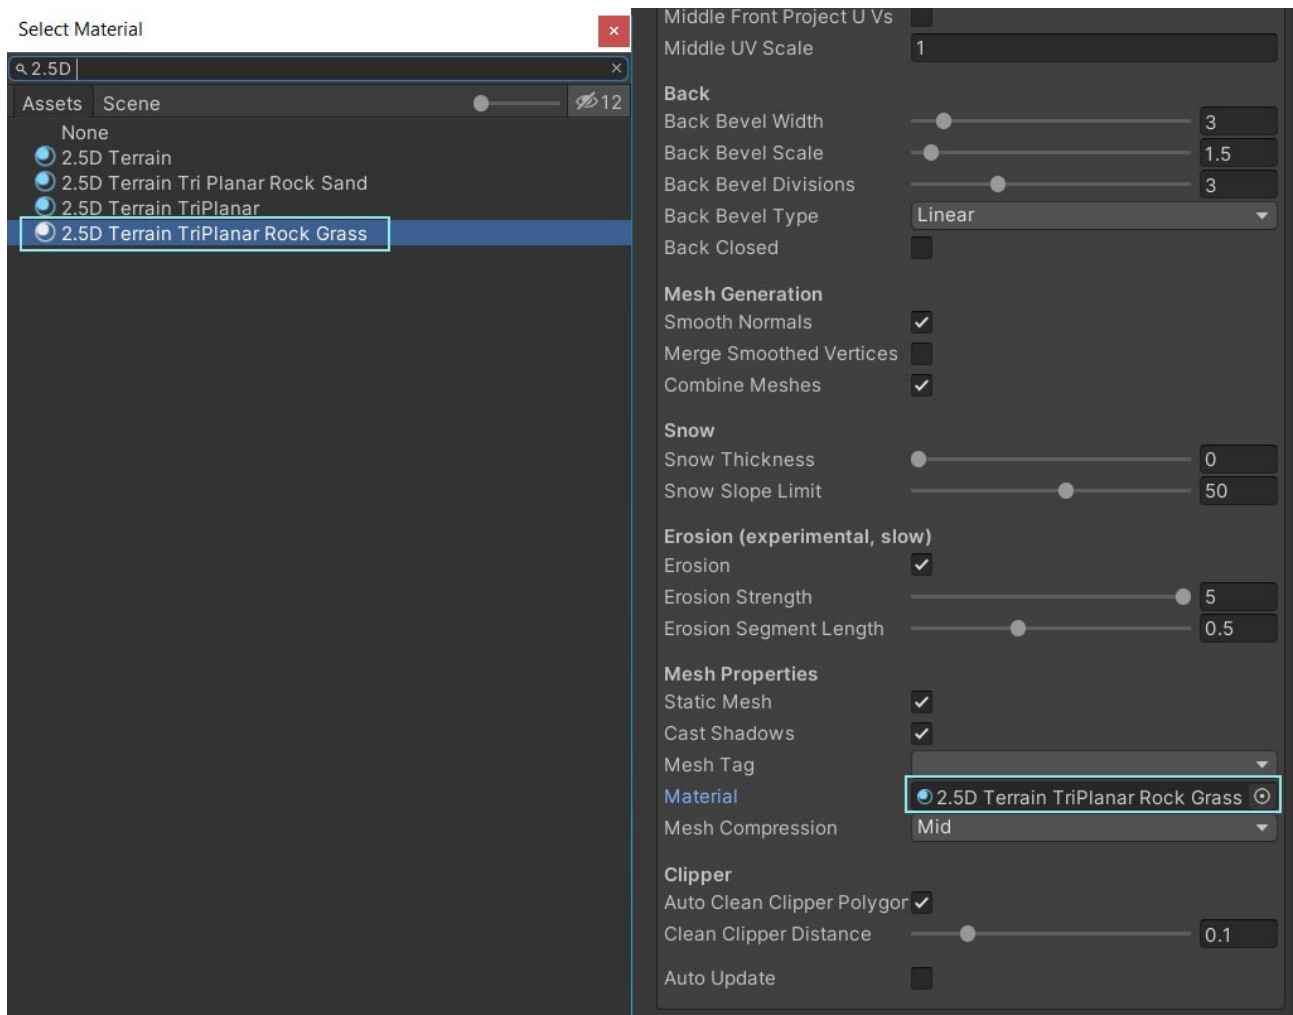 Select Material
2.5D
Assets Scene 12
None
2.5D Terrain
2.5D Terrain Tri Planar Rock Sand
2.5D Terrain TriPlanar
2.5D Terrain TriPlanar Rock Grass
Middle Front Project U Vs
Middle UV Scale 1
Back
Back Bevel Width 3
Back Bevel Scale 1.5
Back Bevel Divisions 3
Back Bevel Type Linear
Back Closed
Mesh Generation
Smooth Normals
Merge Smoothed Vertices
Combine Meshes
Snow
Snow Thickness 0
Snow Slope Limit 50
Erosion (experimental, slow)
Erosion
Erosion Strength 5
Erosion Segment Length 0.5
Mesh Properties
Static Mesh
Cast Shadows
Mesh Tag
Material 2.5D Terrain TriPlanar Rock Grass
Mesh Compression Mid
Clipper
Auto Clean Clipper Polygor
Clean Clipper Distance 0.1
Auto Update